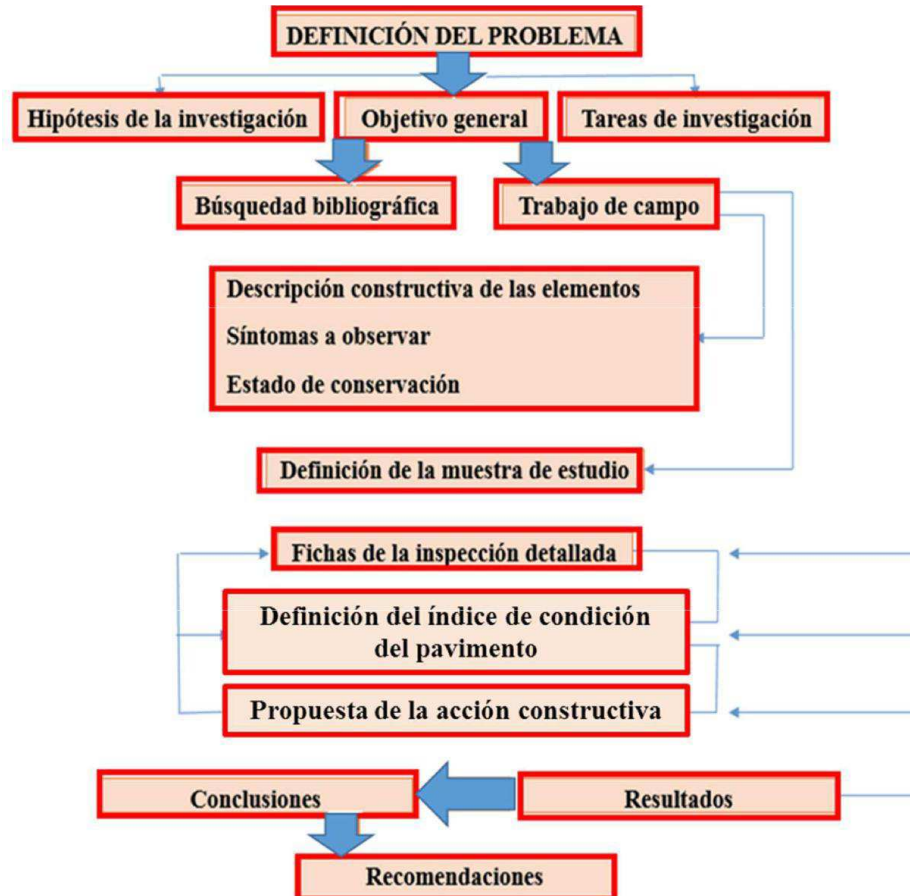 DEFINICIÓN DEL PROBLEMA
Hipótesis de la investigación
Objetivo general
Tareas de investigación
Búsquedad bibliográfica
Trabajo de campo
Descripción constructiva de las elementos
Síntomas a observar
Estado de conservación
Definición de la muestra de estudio
Fichas de la inspección detallada
Definición del índice de condición
del pavimento
Propuesta de la acción constructiva
Conclusiones
Resultados
Recomendaciones